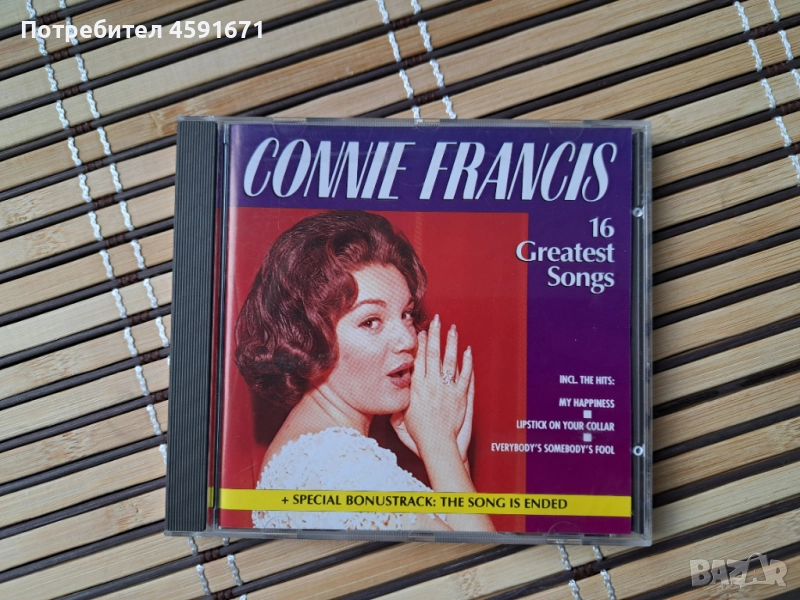 Потребител 4591671
CONNIE FRANCIS
16
Greatest
Songs
INCL. THE HITS:
MY HAPPINESS
LIPSTICK ON YOUR COLLAR
EVERYBODY'S SOMEBODY'S FOOL
+ SPECIAL BONUSTRACK: THE SONG IS ENDED
BAZAR